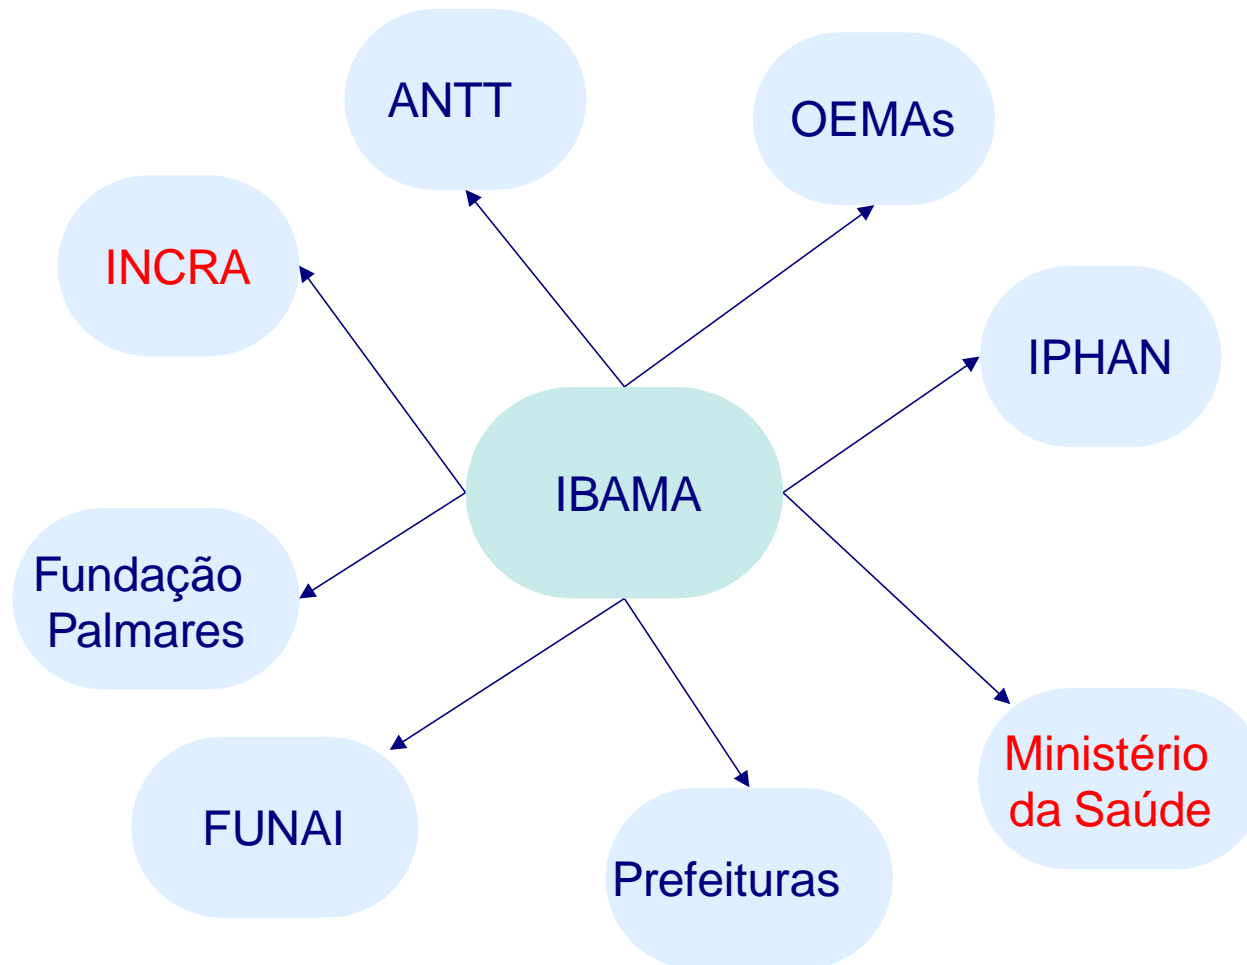 ANTT
OEMAs
INCRA
IPHAN
IBAMA
Fundação
Palmares
Ministério
da Saúde
FUNAI
Prefeituras